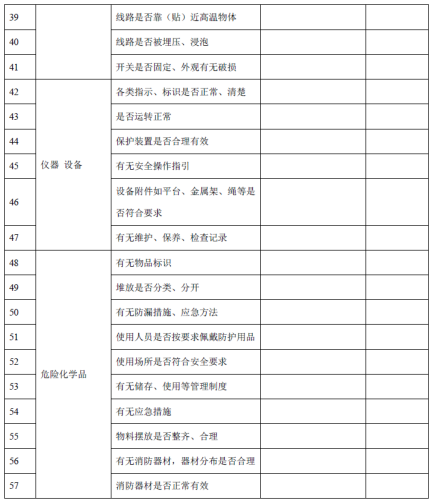 39 线路是否靠（贴）近高温物体
40 线路是否被埋压、浸泡
41 开关是否固定、外观有无破损
42 仪器 设备 各类指示、标识是否正常、清楚
43 是否运转正常
44 保护装置是否合理有效
45 有无安全操作指引
46 设备附件如平台、金属架、绳等是
否符合要求
47 有无维护、保养、检查记录
48 危险化学品 有无物品标识
49 堆放是否分类、分开
50 有无防漏措施、应急方法
51 使用人员是否按要求佩戴防护用品
52 使用场所是否符合安全要求
53 有无储存、使用等管理制度
54 有无应急措施
55 物料摆放是否整齐、合理
56 有无消防器材，器材分布是否合理
57 消防器材是否正常有效